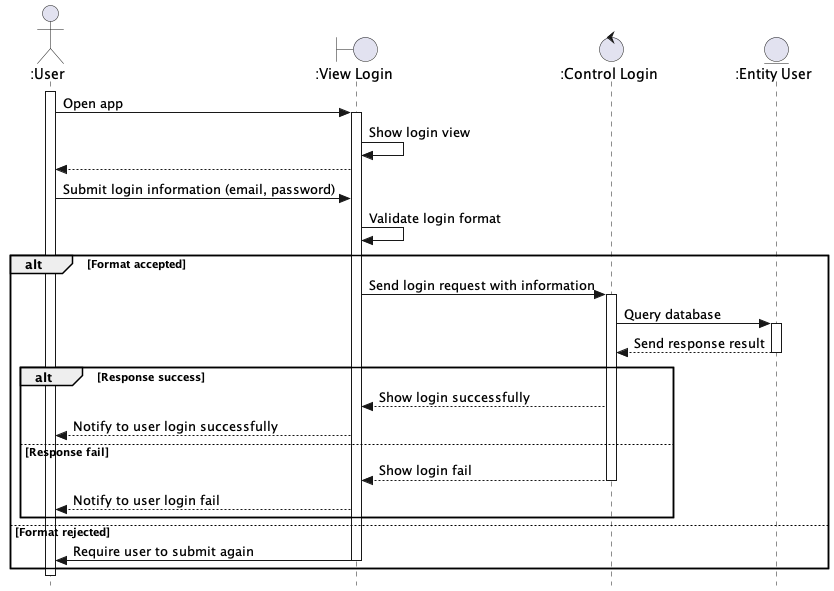 :User
:View Login
:Control Login
:Entity User
Open app
Show login view
Submit login information (email, password)
Validate login format
alt
[Format accepted]
Send login request with information
Query database
Send response result
alt
[Response success]
Show login successfully
Notify to user login successfully
[Response fail]
Show login fail
Notify to user login fail
[Format rejected]
Require user to submit again